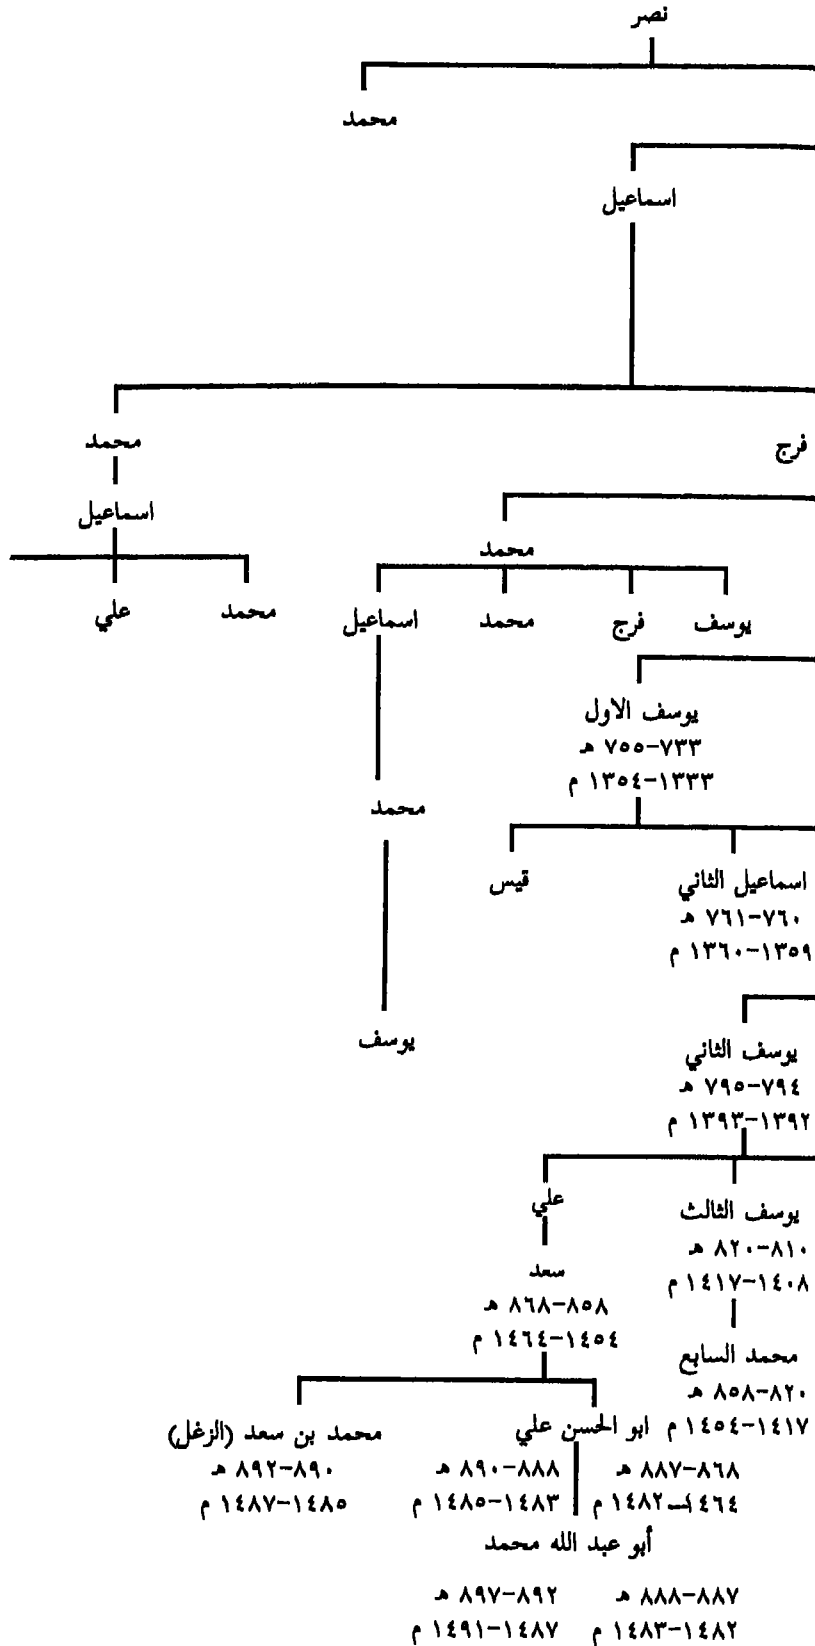 نصر
محمد
اسماعيل
فرج
محمد
اسماعيل
محمد
يوسف
فرج
محمد
اسماعيل
محمد
علي
يوسف الاول
٧٣٣-٧٥٥ هـ
١٣٣٣-١٣٥٤ م
محمد
اسماعيل الثاني
قيس
٧٦٠-٧٦١ هـ
١٣٥٩-١٣٦٠ م
يوسف
يوسف الثاني
٧٩٤-٧٩٥ هـ
١٣٩٢-١٣٩٣ م
يوسف الثالث
علي
٨١٠-٨٢٠ هـ
١٤٠٨-١٤١٧ م
سعد
٨٥٨-٨٦٨ هـ
١٤٥٤-١٤٦٤ م
محمد السابع
٨٢٠-٨٥٨ هـ
١٤١٧-١٤٥٤ م
ابو الحسن علي
محمد بن سعد (الزغل)
٨٦٨-٨٨٧ هـ
٨٨٨-٨٩٠ هـ
٨٩٠-٨٩٢ هـ
١٤٦٤-١٤٨٢ م
١٤٨٣-١٤٨٥ م
١٤٨٥-١٤٨٧ م
أبو عبد الله محمد
٨٨٧-٨٨٨ هـ
٨٩٢-٨٩٧ هـ
١٤٨٢-١٤٨٣ م
١٤٨٧-١٤٩١ م